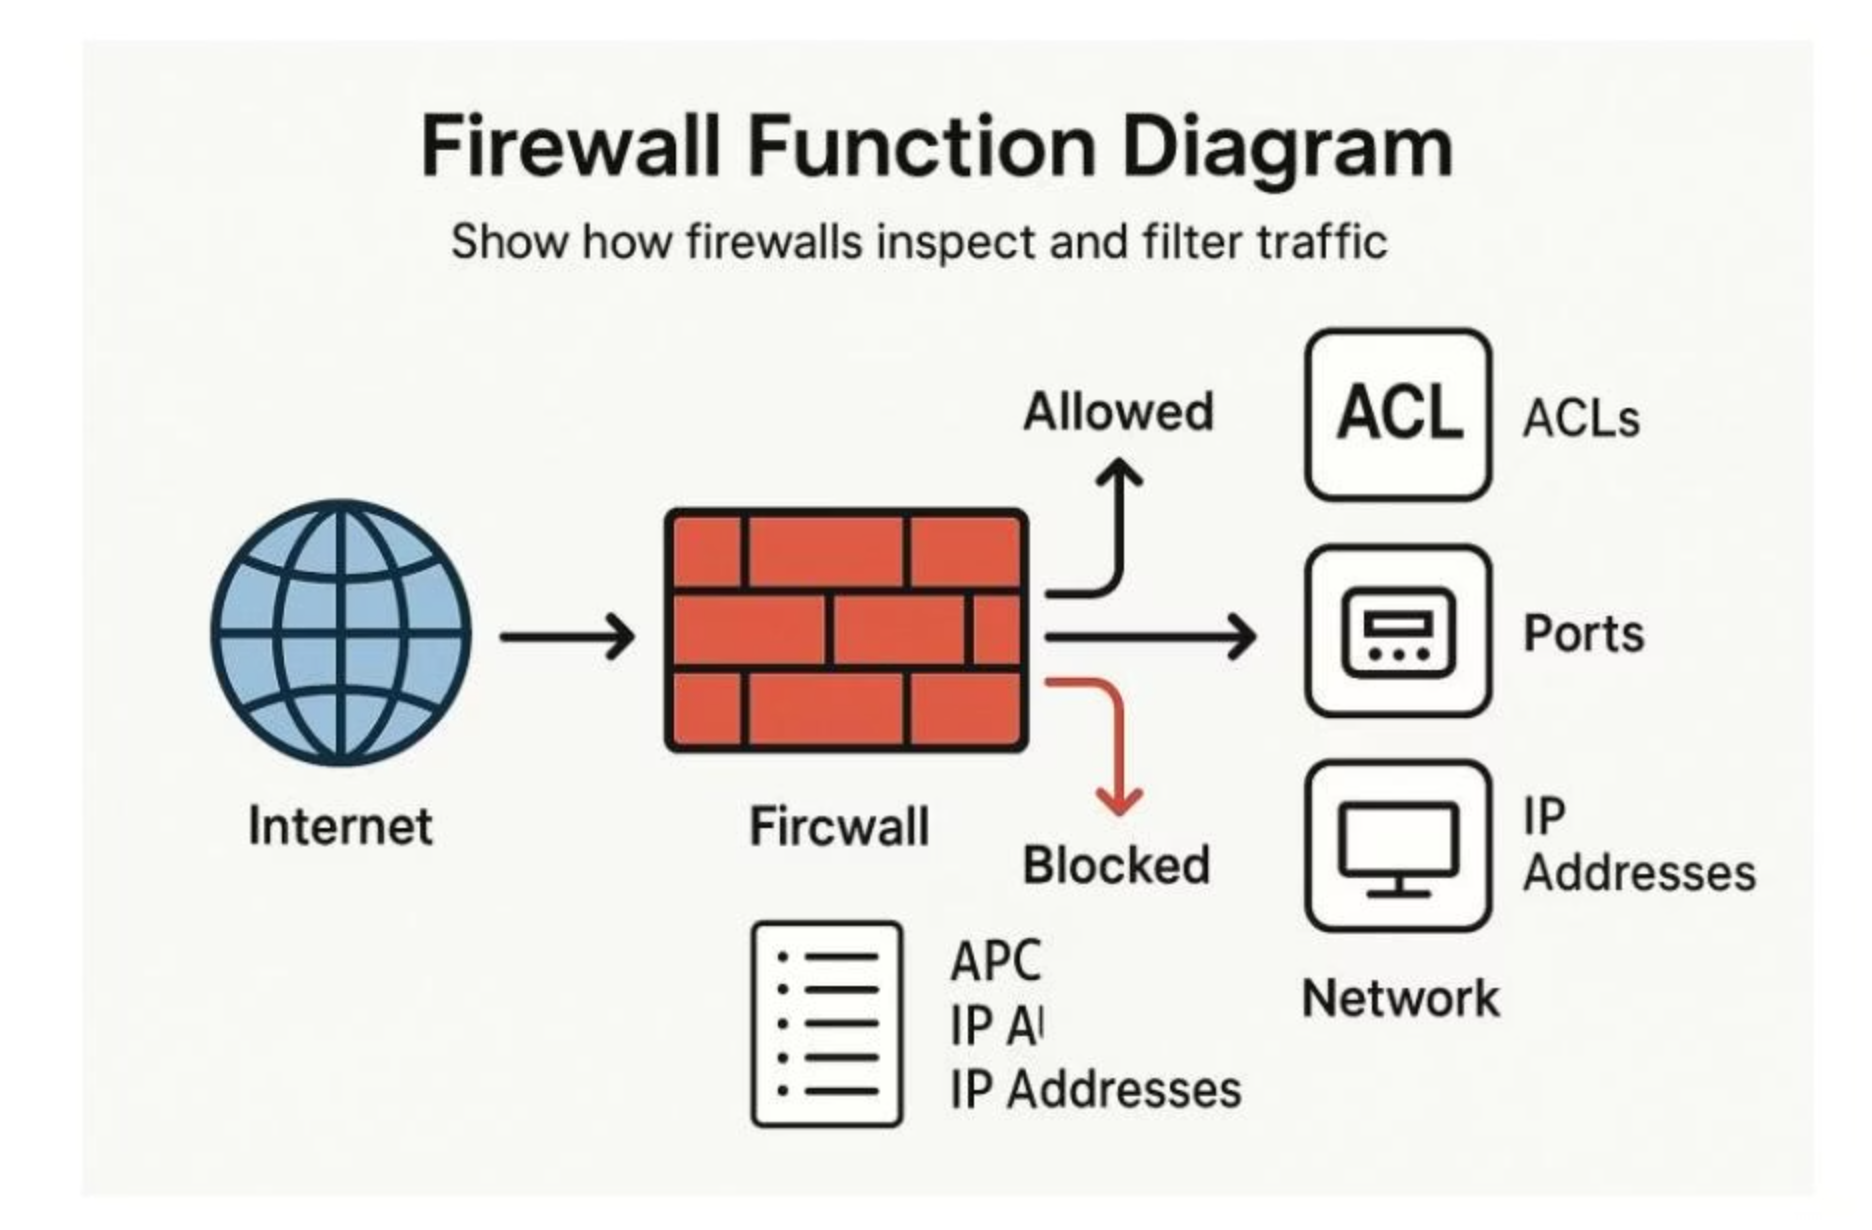 Firewall Function Diagram
Show how firewalls inspect and filter traffic
Allowed
ACL
ACLs
Ports
Internet
Fircwall
Blocked
IP
Addresses
Network
APC
IP A
IP Addresses